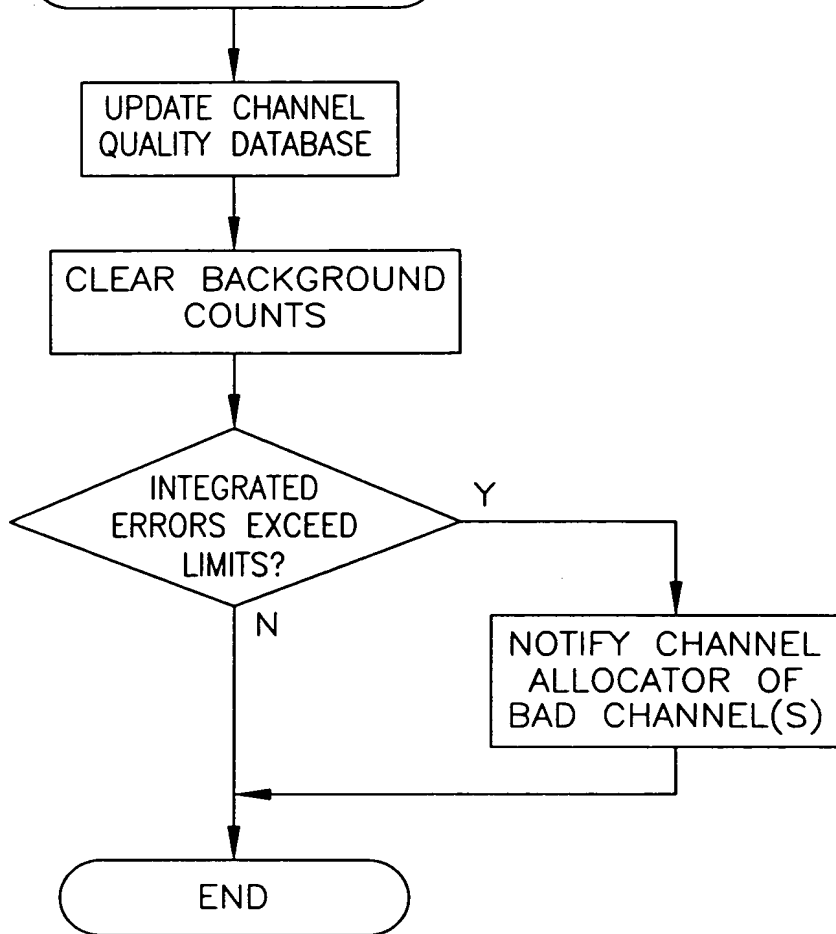 UPDATE CHANNEL
QUALITY DATABASE
CLEAR BACKGROUND
COUNTS
INTEGRATED
ERRORS EXCEED
LIMITS?
Y
N
NOTIFY CHANNEL
ALLOCATOR OF
BAD CHANNEL(S)
END